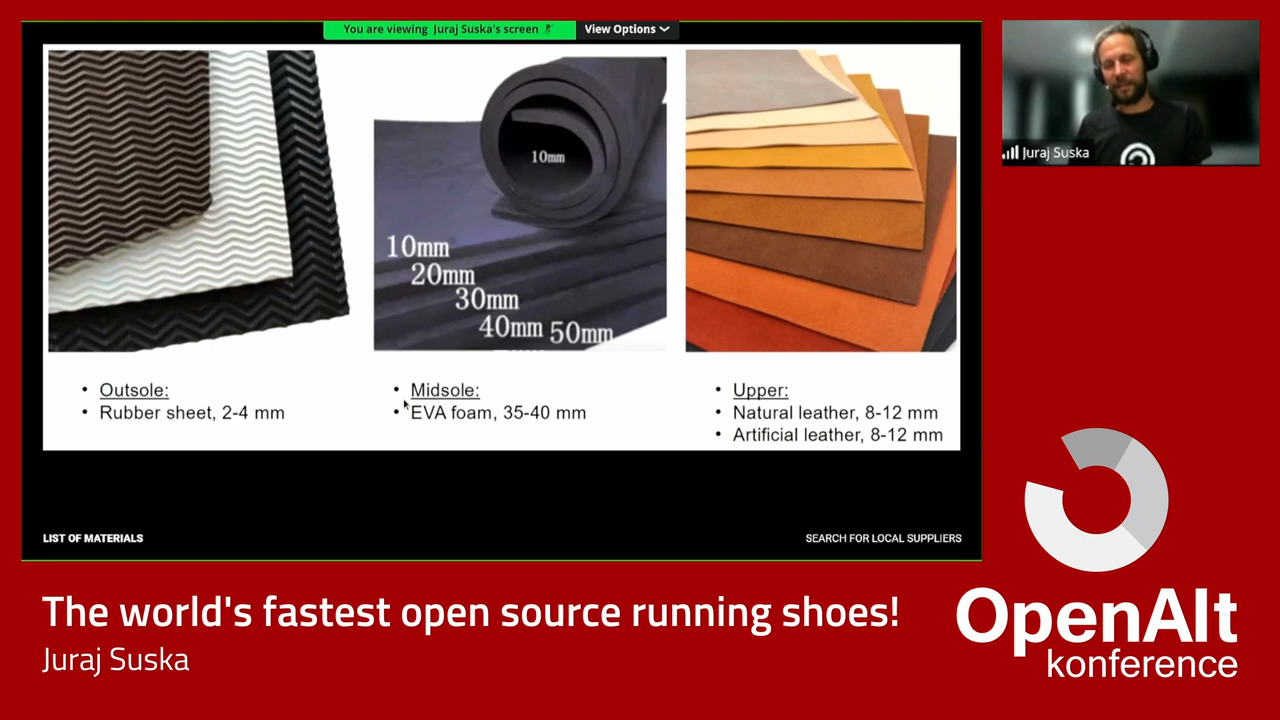 You are viewing Juraj Suska's screen
View Options
10mm
10mm
20mm
30mm
40mm 50mm
• Outsole:
• Rubber sheet, 2-4 mm
• Midsole:
• EVA foam, 35-40 mm
• Upper:
• Natural leather, 8-12 mm
• Artificial leather, 8-12 mm
LIST OF MATERIALS
SEARCH FOR LOCAL SUPPLIERS
Juraj Suska
The world's fastest open source running shoes!
Juraj Suska
OpenAlt
konference